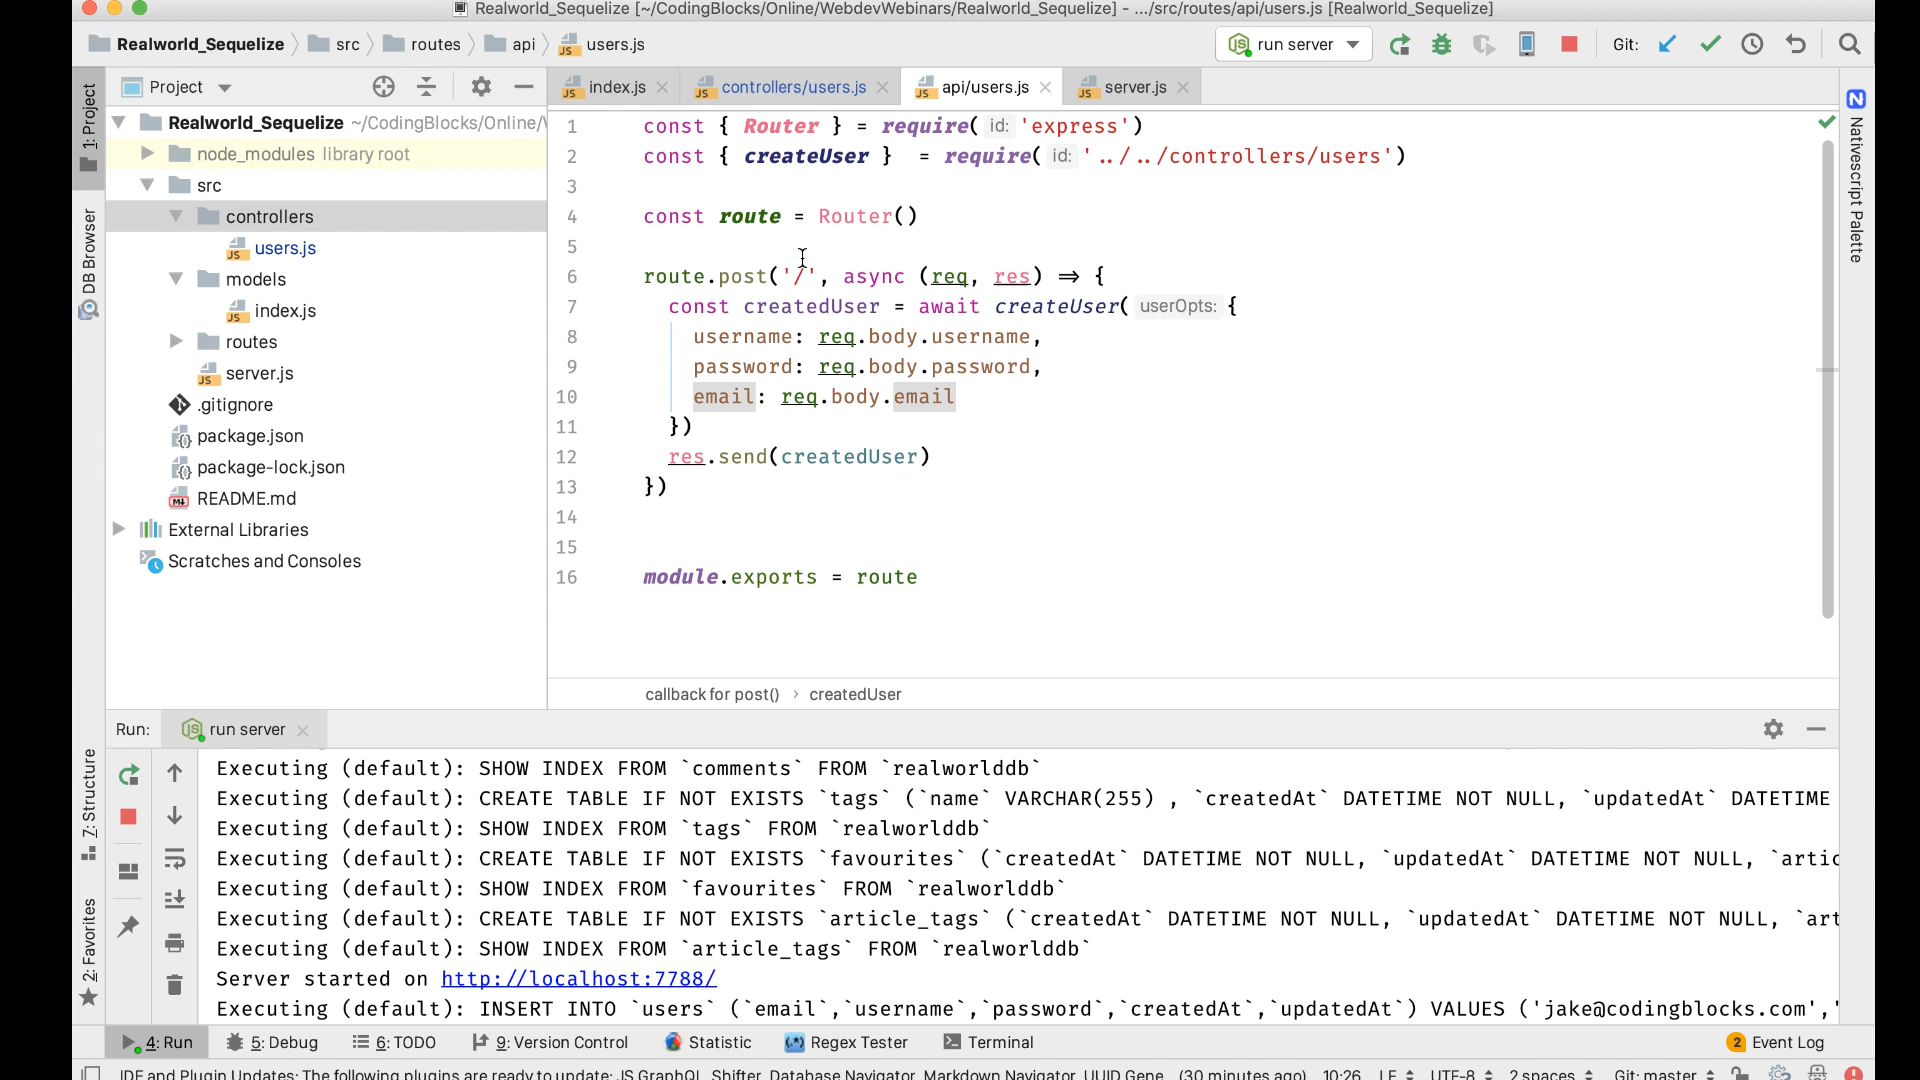 Realworld_Sequelize [~/CodingBlocks/Online/WebdevWebinars/Realworld_Sequelize] - .../src/routes/api/users.js [Realworld_Sequelize]
Realworld_Sequelize src routes api users.js run server Git:
1: Project
Project
index.js controllers/users.js api/users.js server.js
Realworld_Sequelize ~/CodingBlocks/Online/
node_modules library root
src
controllers
users.js
models
index.js
routes
server.js
.gitignore
package.json
package-lock.json
README.md
External Libraries
Scratches and Consoles
DB Browser
Nativescript Palette
1 const { Router } = require( id: 'express')
2 const { createUser } = require( id: '../../controllers/users')
3
4 const route = Router()
5
6 route.post('/', async (req, res) => {
7 const createdUser = await createUser( userOpts: {
8 username: req.body.username,
9 password: req.body.password,
10 email: req.body.email
11 })
12 res.send(createdUser)
13 })
14
15
16 module.exports = route
callback for post() › createdUser
Run: run server
7: Structure
2: Favorites
Executing (default): SHOW INDEX FROM `comments` FROM `realworlddb`
Executing (default): CREATE TABLE IF NOT EXISTS `tags` (`name` VARCHAR(255) , `createdAt` DATETIME NOT NULL, `updatedAt` DATETIME
Executing (default): SHOW INDEX FROM `tags` FROM `realworlddb`
Executing (default): CREATE TABLE IF NOT EXISTS `favourites` (`createdAt` DATETIME NOT NULL, `updatedAt` DATETIME NOT NULL, `artic
Executing (default): SHOW INDEX FROM `favourites` FROM `realworlddb`
Executing (default): CREATE TABLE IF NOT EXISTS `article_tags` (`createdAt` DATETIME NOT NULL, `updatedAt` DATETIME NOT NULL, `art
Executing (default): SHOW INDEX FROM `article_tags` FROM `realworlddb`
Server started on http://localhost:7788/
Executing (default): INSERT INTO `users` (`email`,`username`,`password`,`createdAt`,`updatedAt`) VALUES ('jake@codingblocks.com','
4: Run 5: Debug 6: TODO 9: Version Control Statistic Regex Tester Terminal 2 Event Log
IDE and Plugin Updates: The following plugins are ready to update: JS GraphQL, Shifter, Database Navigator, Markdown Navigator, UUID Gene... (30 minutes ago) 10:26 LF UTF-8 2 spaces Git: master